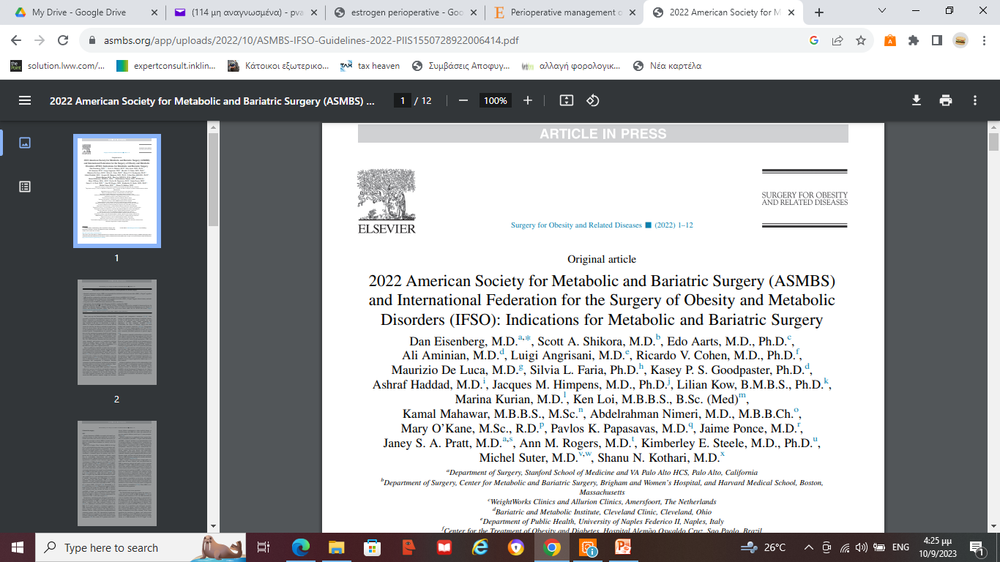 My Drive - Google Drive
(114 μη αναγνωσμένα) - pva
estrogen perioperative - Goo
Perioperative management o
2022 American Society for M
asmbs.org/app/uploads/2022/10/ASMBS-IFSO-Guidelines-2022-PIIS1550728922006414.pdf
solution.lww.com/...
expertconsult.inklin...
Κάτοικοι εξωτερικο...
tax heaven
Συμβάσεις Αποφυγ...
αλλαγή φορολογικ...
Νέα καρτέλα
2022 American Society for Metabolic and Bariatric Surgery (ASMBS) ...
1 / 12
100%
1
2
ARTICLE IN PRESS
ELSEVIER
SURGERY FOR OBESITY
AND RELATED DISEASES
Surgery for Obesity and Related Diseases ■ (2022) 1–12
Original article
2022 American Society for Metabolic and Bariatric Surgery (ASMBS)
and International Federation for the Surgery of Obesity and Metabolic
Disorders (IFSO): Indications for Metabolic and Bariatric Surgery
Dan Eisenberg, M.D.a,*, Scott A. Shikora, M.D.b, Edo Aarts, M.D., Ph.D.c,
Ali Aminian, M.D.d, Luigi Angrisani, M.D.e, Ricardo V. Cohen, M.D., Ph.D.f,
Maurizio De Luca, M.D.g, Silvia L. Faria, Ph.D.h, Kasey P. S. Goodpaster, Ph.D.d,
Ashraf Haddad, M.D.i, Jacques M. Himpens, M.D., Ph.D.j, Lilian Kow, B.M.B.S., Ph.D.k,
Marina Kurian, M.D.l, Ken Loi, M.B.B.S., B.Sc. (Med)m,
Kamal Mahawar, M.B.B.S., M.Sc.n, Abdelrahman Nimeri, M.D., M.B.B.Ch.o,
Mary O’Kane, M.Sc., R.D.p, Pavlos K. Papasavas, M.D.q, Jaime Ponce, M.D.r,
Janey S. A. Pratt, M.D.a,s, Ann M. Rogers, M.D.t, Kimberley E. Steele, M.D., Ph.D.u,
Michel Suter, M.D.v,w, Shanu N. Kothari, M.D.x
aDepartment of Surgery, Stanford School of Medicine and VA Palo Alto HCS, Palo Alto, California
bDepartment of Surgery, Center for Metabolic and Bariatric Surgery, Brigham and Women’s Hospital, and Harvard Medical School, Boston,
Massachusetts
cWeightWorks Clinics and Allurion Clinics, Amersfoort, The Netherlands
dBariatric and Metabolic Institute, Cleveland Clinic, Cleveland, Ohio
eDepartment of Public Health, University of Naples Federico II, Naples, Italy
fCenter for the Treatment of Obesity and Diabetes, Hospital Alemão Oswaldo Cruz, Sao Paolo, Brazil
Type here to search
26°C
ENG
4:25 μμ
10/9/2023
1